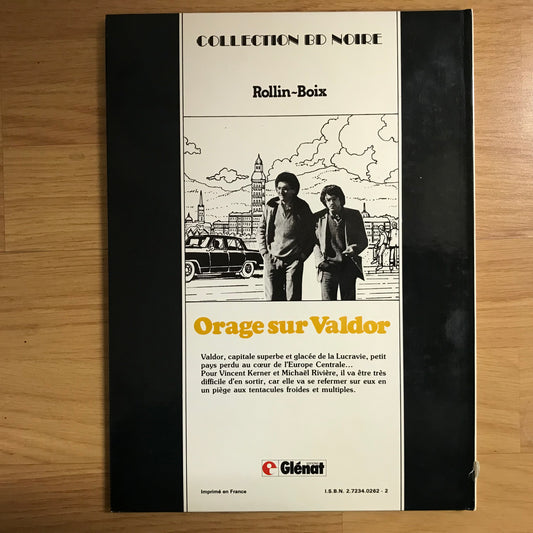 COLLECTION BD NOIRE
Rollin-Boix
Orage sur Valdor
Valdor, capitale superbe et glacée de la Lucravie, petit
pays perdu au cœur de l'Europe Centrale...
Pour Vincent Kerner et Michaël Rivière, il va être très
difficile d'en sortir, car elle va se refermer sur eux en
un piège aux tentacules froides et multiples.
Glénat
Imprimé en France
I.S.B.N. 2.7234.0262 - 2